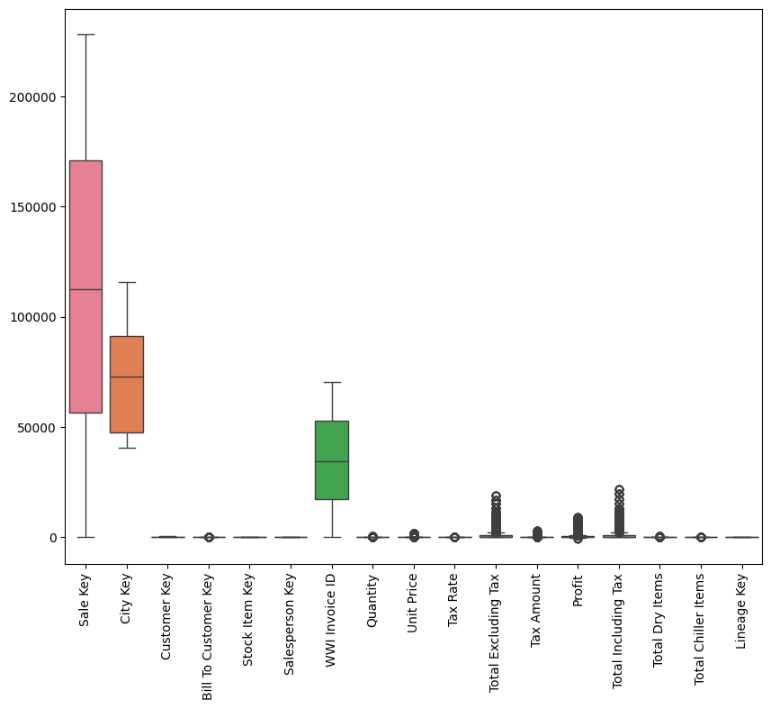 200000
150000
100000
50000
0
Sale Key
City Key
Customer Key
Bill To Customer Key
Stock Item Key
Salesperson Key
WWI Invoice ID
Quantity
Unit Price
Tax Rate
Total Excluding Tax
Tax Amount
Profit
Total Including Tax
Total Dry Items
Total Chiller Items
Lineage Key